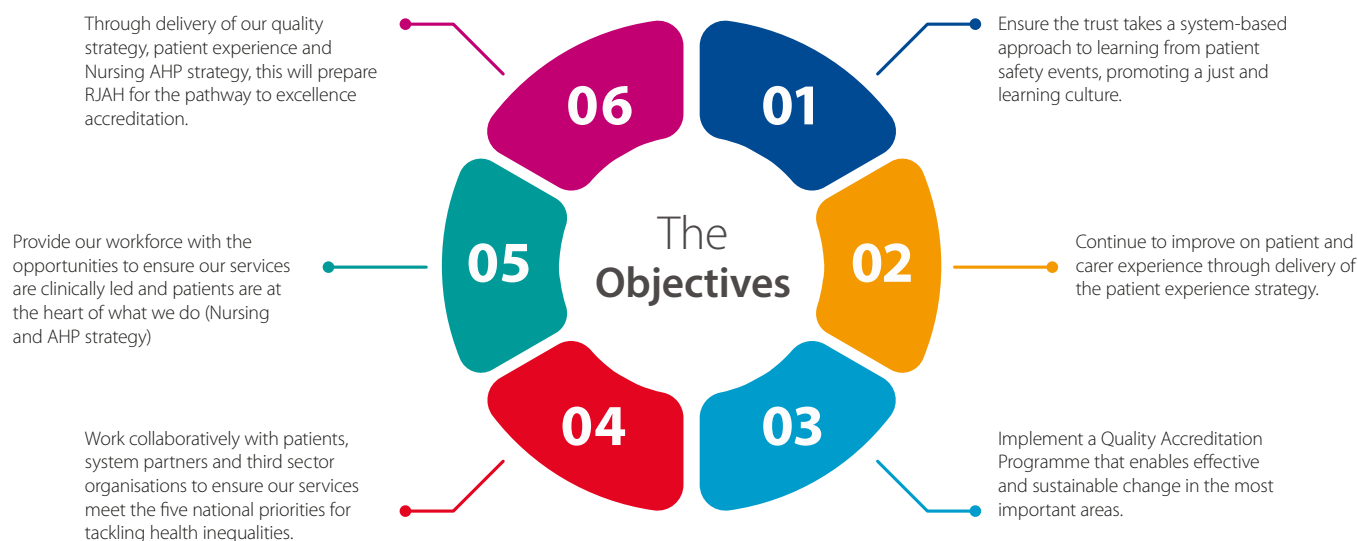 The
Objectives
01
Ensure the trust takes a system-based
approach to learning from patient
safety events, promoting a just and
learning culture.
02
Continue to improve on patient and
carer experience through delivery of
the patient experience strategy.
03
Implement a Quality Accreditation
Programme that enables effective
and sustainable change in the most
important areas.
04
Work collaboratively with patients,
system partners and third sector
organisations to ensure our services
meet the five national priorities for
tackling health inequalities.
05
Provide our workforce with the
opportunities to ensure our services
are clinically led and patients are at
the heart of what we do (Nursing
and AHP strategy)
06
Through delivery of our quality
strategy, patient experience and
Nursing AHP strategy, this will prepare
RJAH for the pathway to excellence
accreditation.